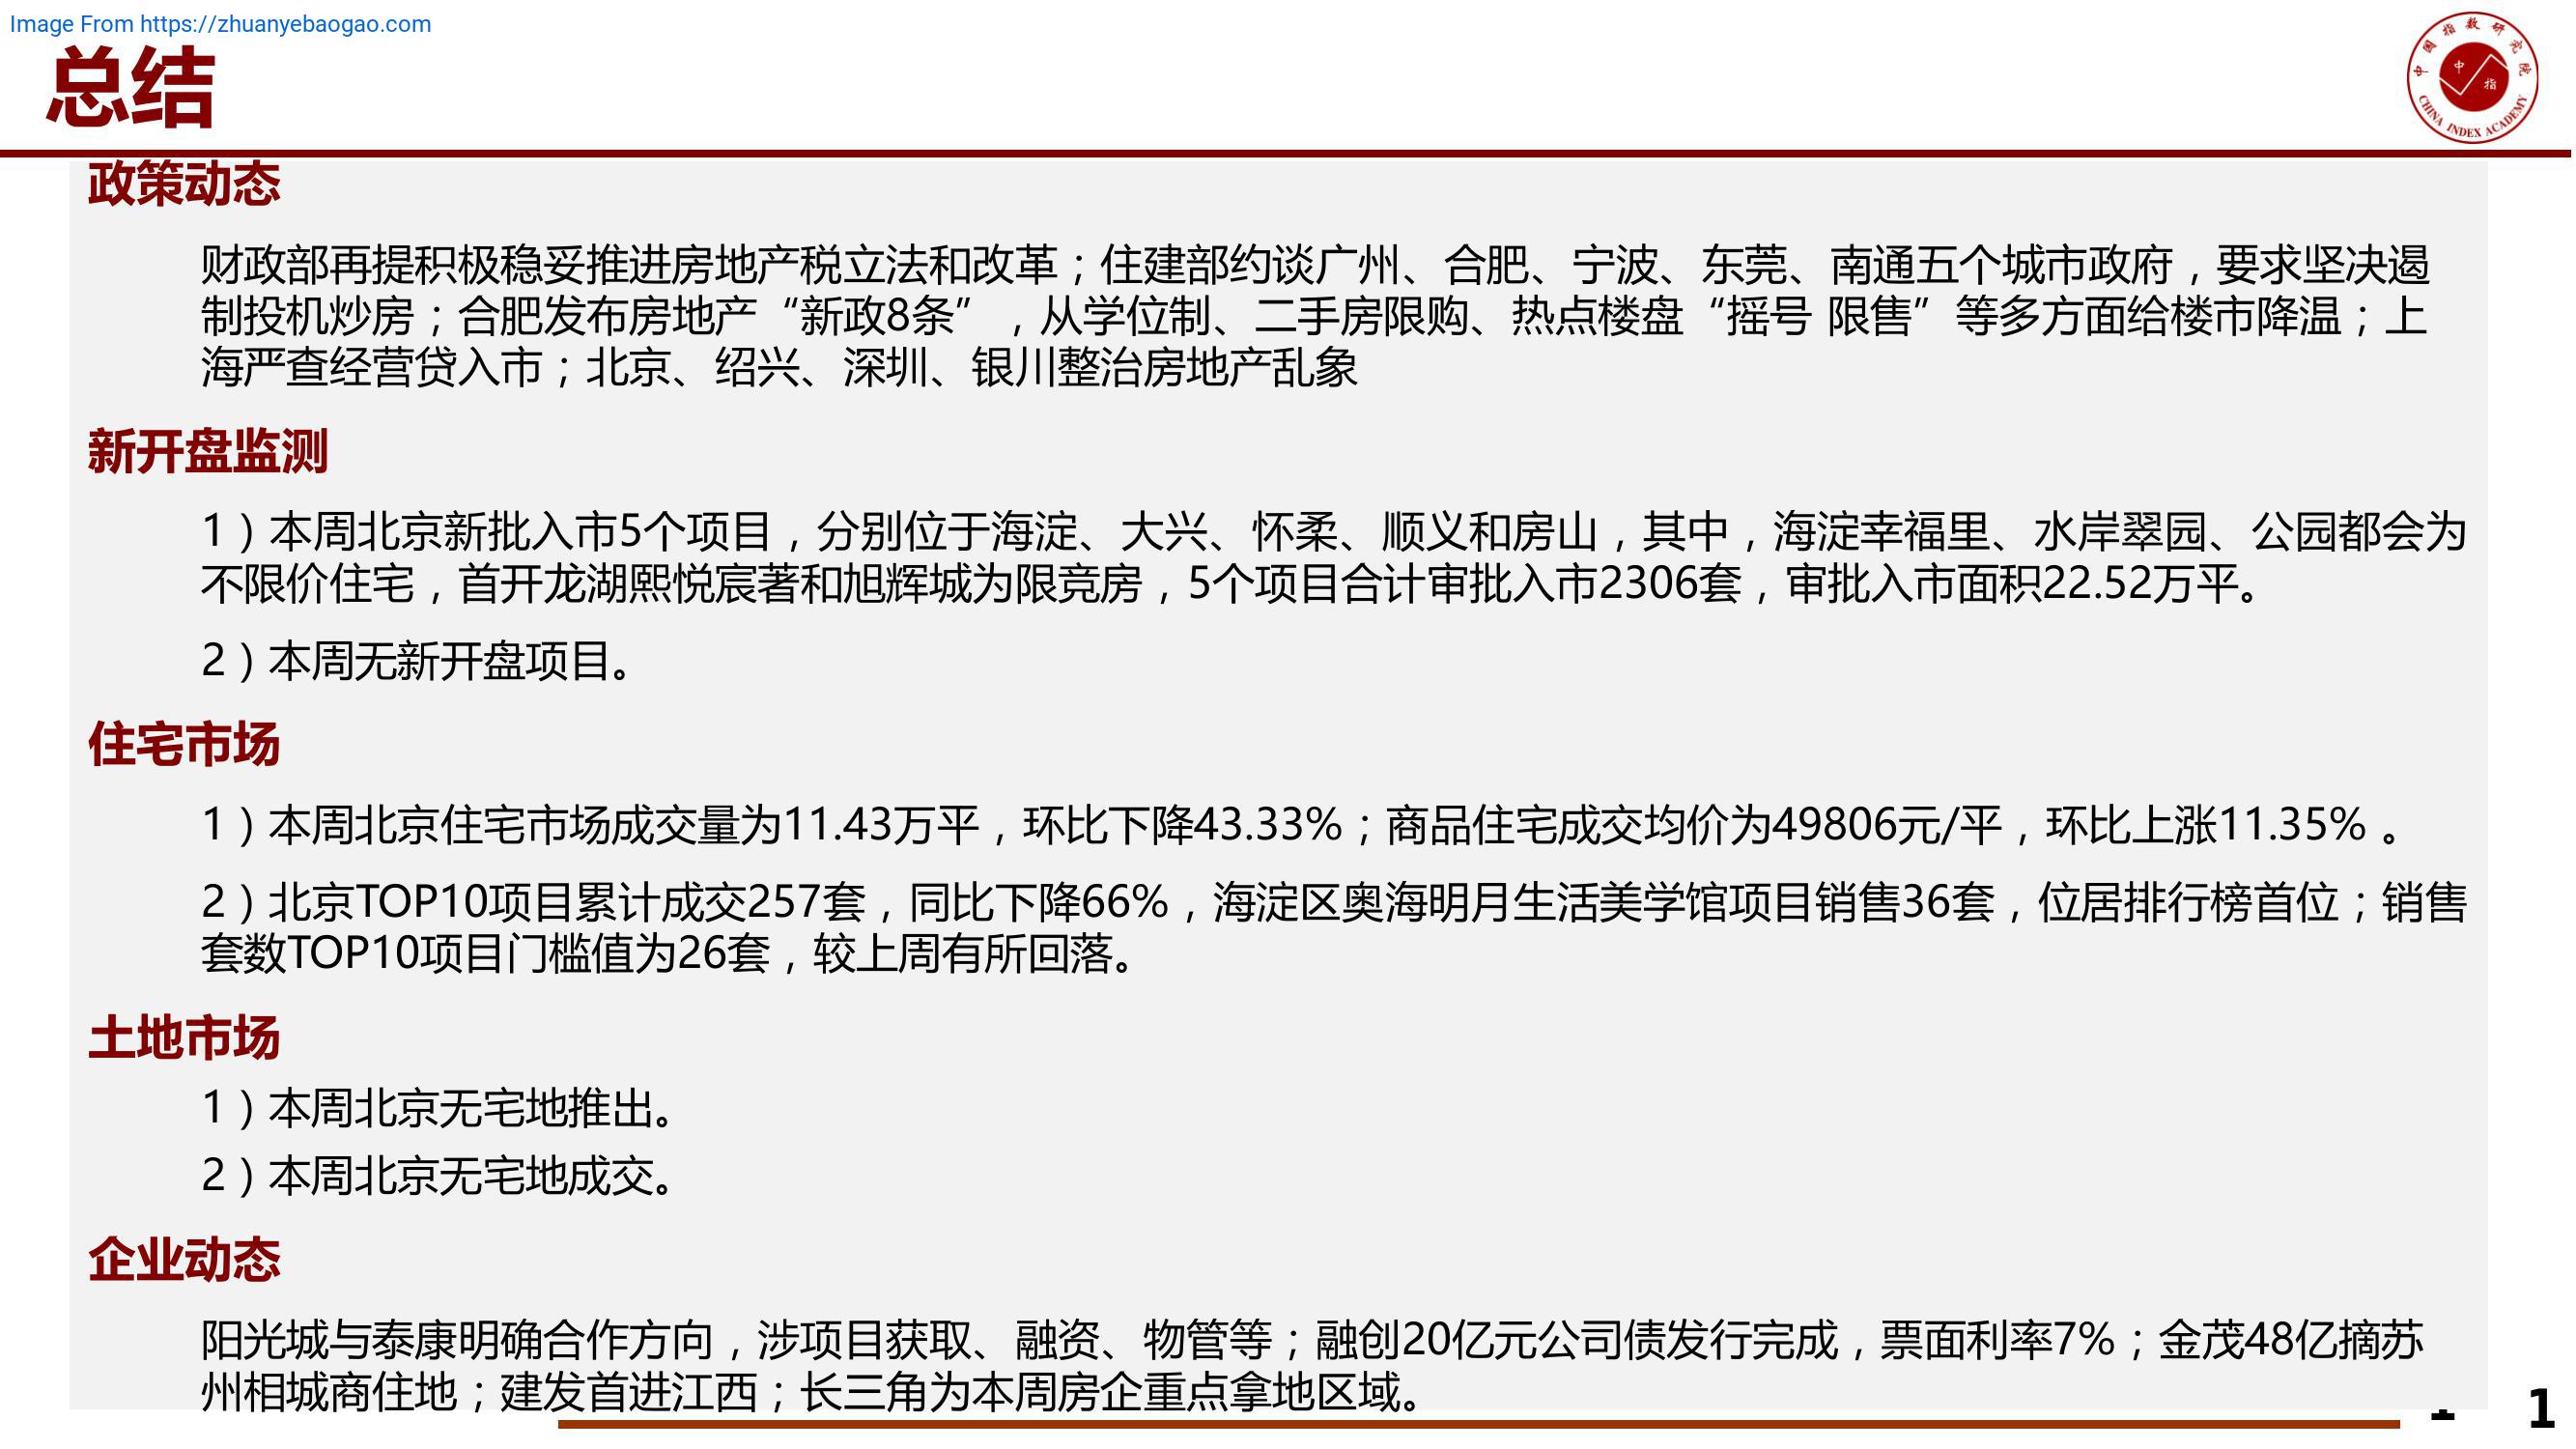 Image From https://zhuanyebaogao.com
总结
中国指数研究院
中
指
CHINA INDEX ACADEMY
政策动态
财政部再提积极稳妥推进房地产税立法和改革；住建部约谈广州、合肥、宁波、东莞、南通五个城市政府，要求坚决遏
制投机炒房；合肥发布房地产“新政8条”，从学位制、二手房限购、热点楼盘“摇号 限售”等多方面给楼市降温；上
海严查经营贷入市；北京、绍兴、深圳、银川整治房地产乱象
新开盘监测
1）本周北京新批入市5个项目，分别位于海淀、大兴、怀柔、顺义和房山，其中，海淀幸福里、水岸翠园、公园都会为
不限价住宅，首开龙湖熙悦宸著和旭辉城为限竞房，5个项目合计审批入市2306套，审批入市面积22.52万平。
2）本周无新开盘项目。
住宅市场
1）本周北京住宅市场成交量为11.43万平，环比下降43.33%；商品住宅成交均价为49806元/平，环比上涨11.35% 。
2）北京TOP10项目累计成交257套，同比下降66%，海淀区奥海明月生活美学馆项目销售36套，位居排行榜首位；销售
套数TOP10项目门槛值为26套，较上周有所回落。
土地市场
1）本周北京无宅地推出。
2）本周北京无宅地成交。
企业动态
阳光城与泰康明确合作方向，涉项目获取、融资、物管等；融创20亿元公司债发行完成，票面利率7%；金茂48亿摘苏
州相城商住地；建发首进江西；长三角为本周房企重点拿地区域。
1